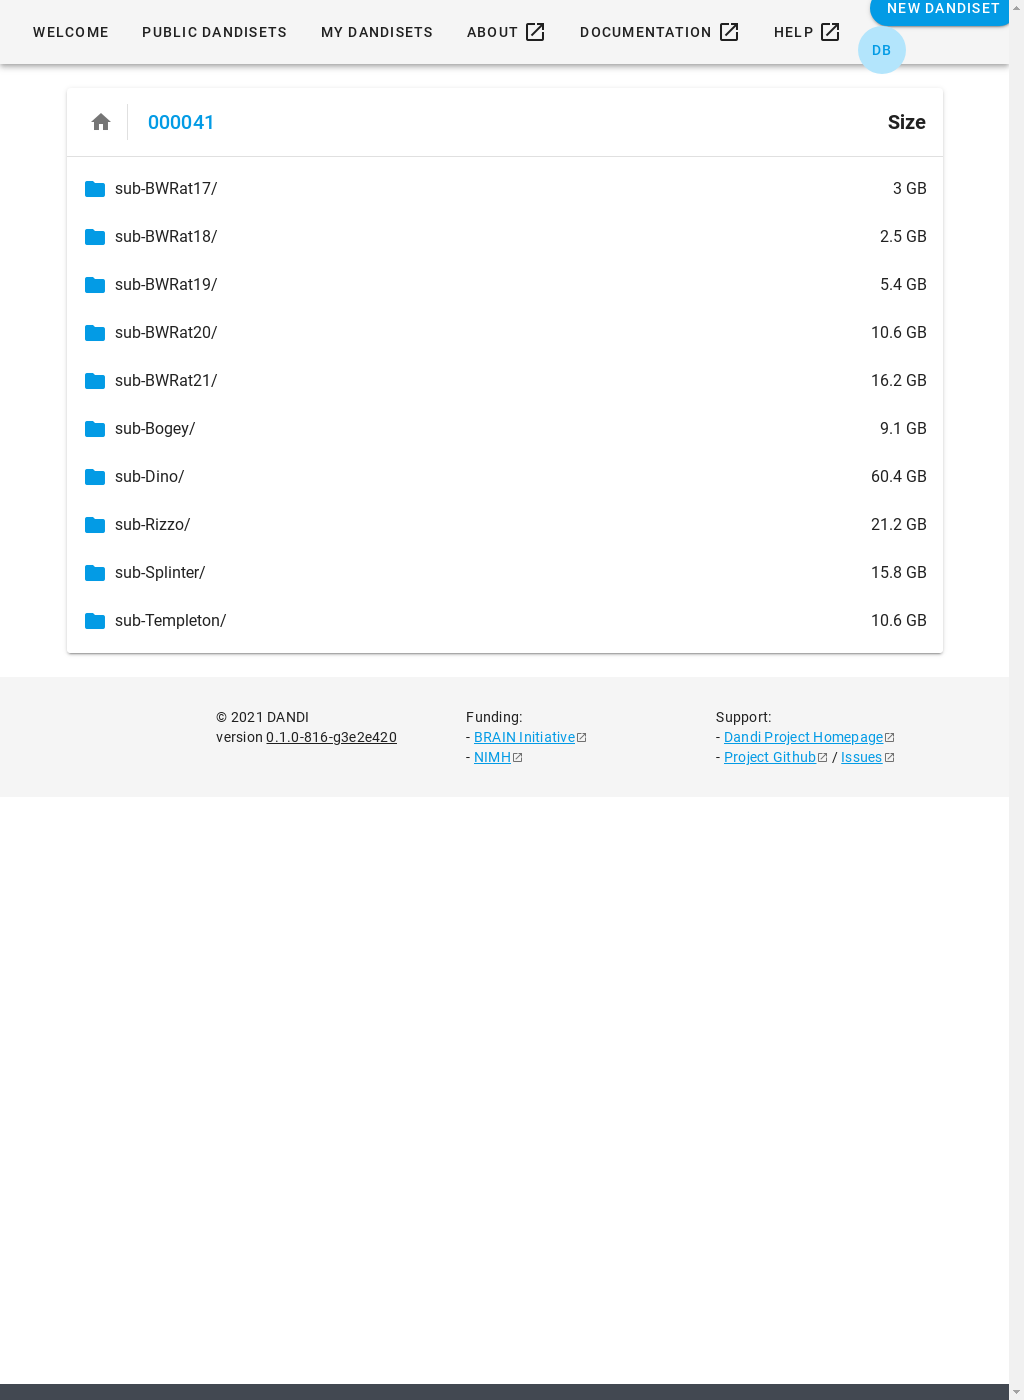 NEW DANDISET
WELCOME PUBLIC DANDISETS MY DANDISETS ABOUT DOCUMENTATION HELP
DB
000041 Size
sub-BWRat17/ 3 GB
sub-BWRat18/ 2.5 GB
sub-BWRat19/ 5.4 GB
sub-BWRat20/ 10.6 GB
sub-BWRat21/ 16.2 GB
sub-Bogey/ 9.1 GB
sub-Dino/ 60.4 GB
sub-Rizzo/ 21.2 GB
sub-Splinter/ 15.8 GB
sub-Templeton/ 10.6 GB
© 2021 DANDI
version 0.1.0-816-g3e2e420
Funding:
- BRAIN Initiative
- NIMH
Support:
- Dandi Project Homepage
- Project Github / Issues